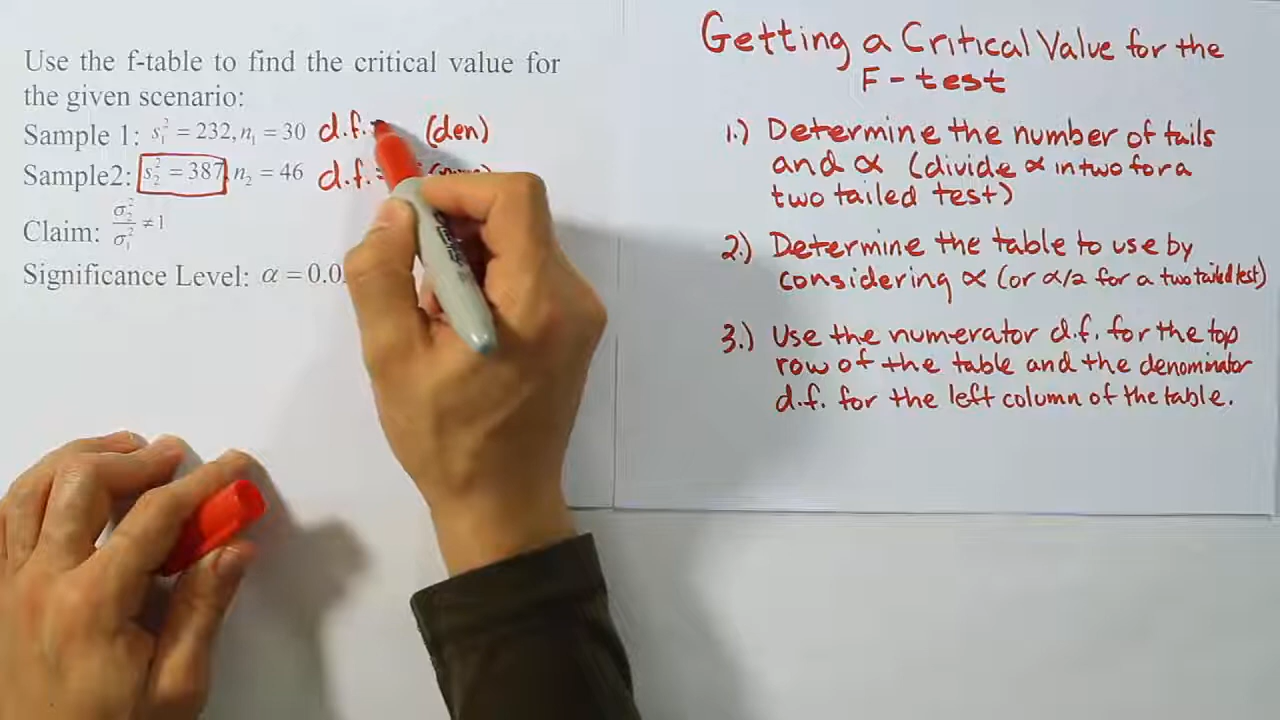 Use the f-table to find the critical value for
the given scenario:
Sample 1: s₁² = 232, n₁ = 30 d.f. (den)
Sample2: s₂² = 387, n₂ = 46 d.f. =
Claim: σ₂²/σ₁² ≠ 1
Significance Level: α = 0.0
Getting a Critical Value for the
F-test
1.) Determine the number of tails
and α (divide α in two for a
two tailed test)
2.) Determine the table to use by
considering α (or α/2 for a two tailed test)
3.) Use the numerator d.f. for the top
row of the table and the denominator
d.f. for the left column of the table.